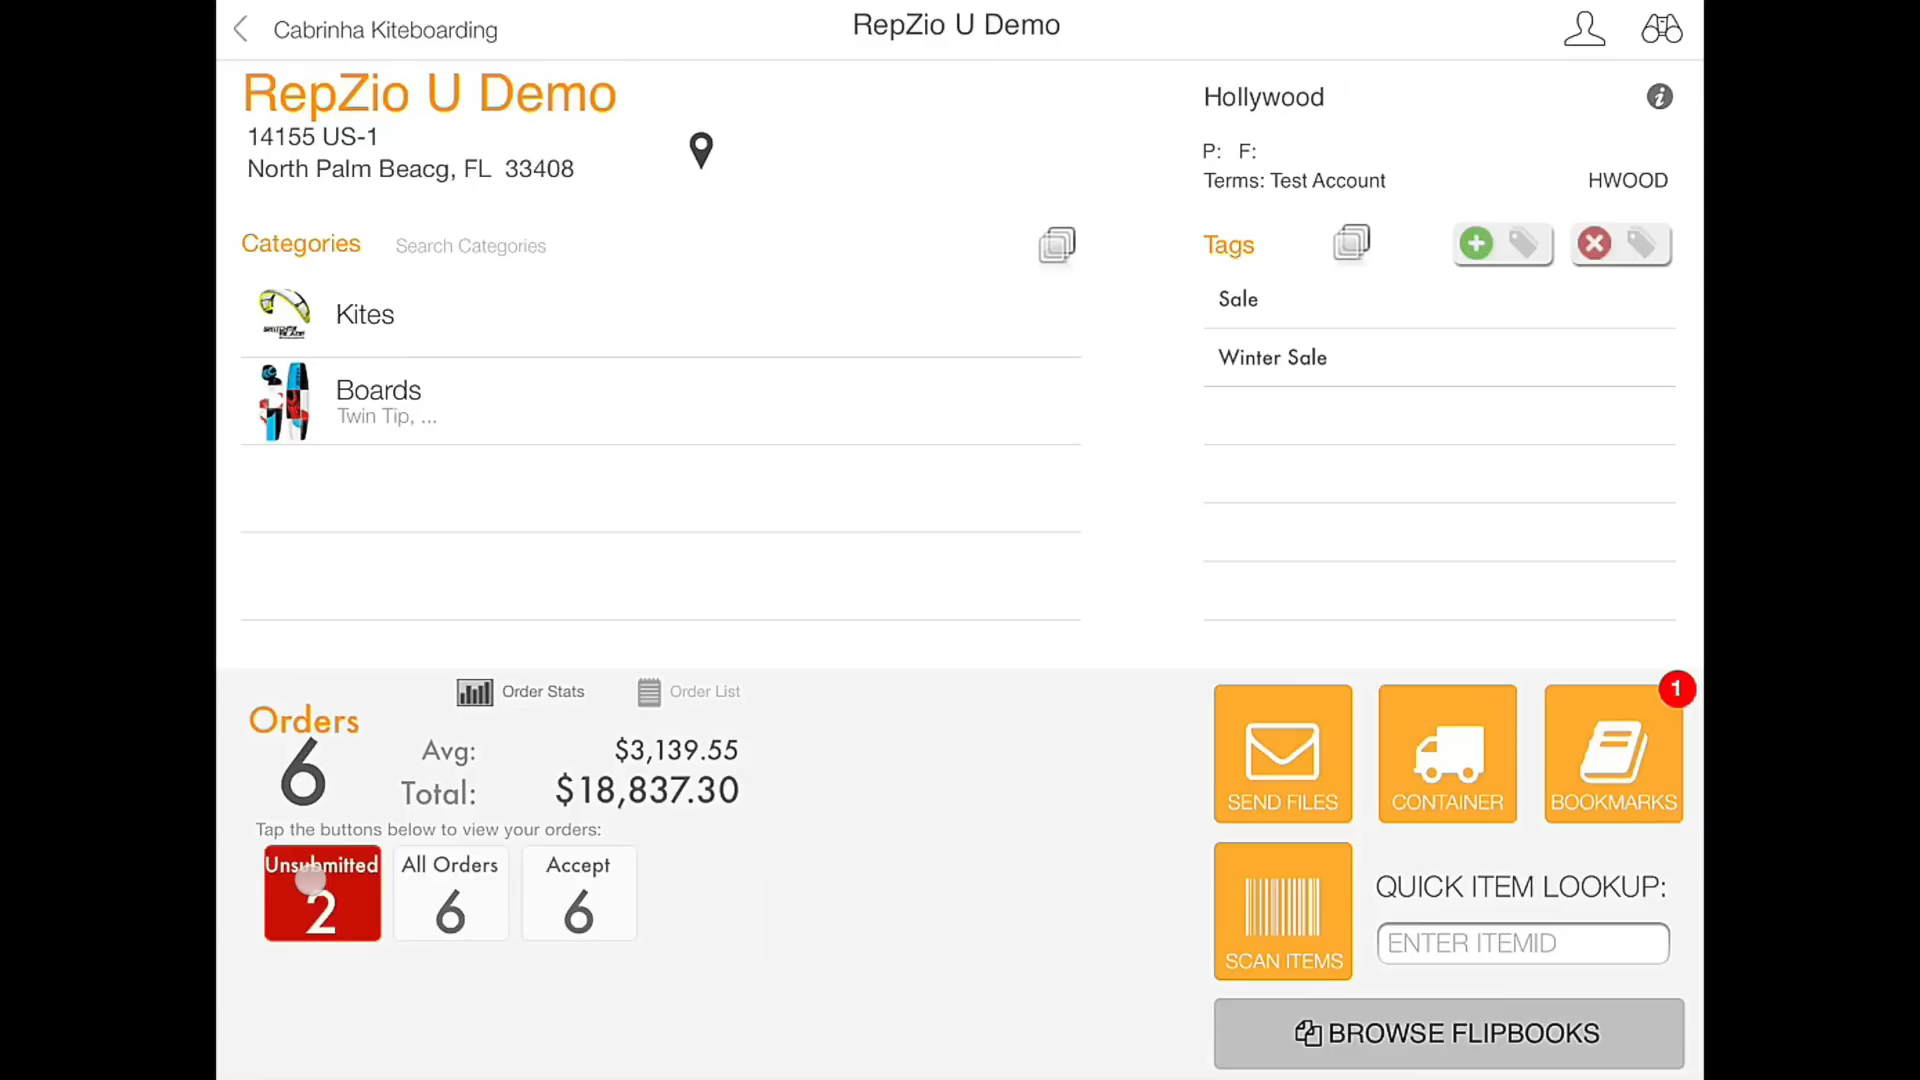 Cabrinha Kiteboarding
RepZio U Demo
RepZio U Demo
14155 US-1
North Palm Beacg, FL 33408
Hollywood
P: F:
Terms: Test Account
HWOOD
Categories
Search Categories
Kites
Boards
Twin Tip, ...
Tags
Sale
Winter Sale
Order Stats
Order List
Orders
6
Avg: $3,139.55
Total: $18,837.30
Tap the buttons below to view your orders:
Unsubmitted
2
All Orders
6
Accept
6
SEND FILES
CONTAINER
1
BOOKMARKS
SCAN ITEMS
QUICK ITEM LOOKUP:
ENTER ITEMID
BROWSE FLIPBOOKS